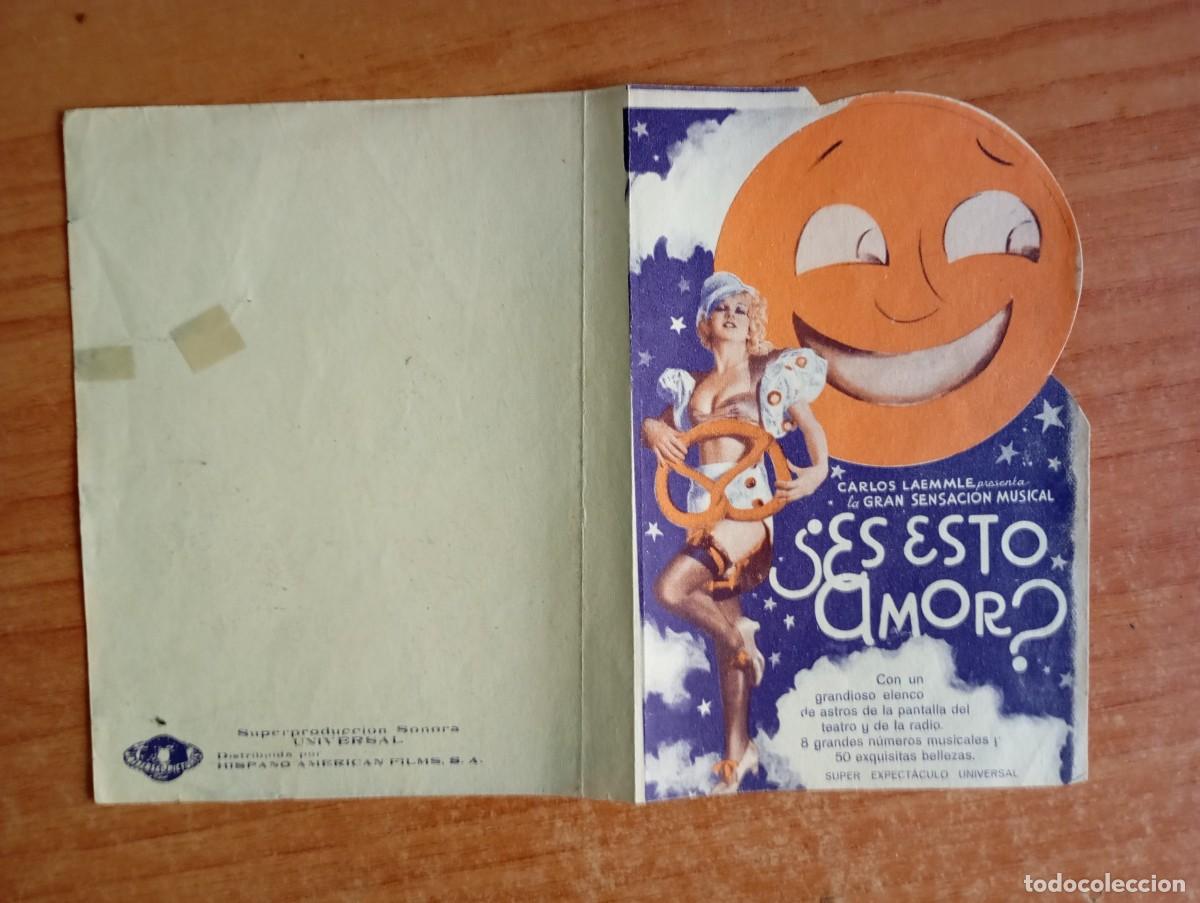 CARLOS LAEMMLE presenta
la GRAN SENSACIÓN MUSICAL
¿ES ESTO
AMOR?
Con un
grandioso elenco
de astros de la pantalla del
teatro y de la radio.
8 grandes números musicales y
50 exquisitas bellezas.
SUPER EXPECTÁCULO UNIVERSAL
Superproduccion Sonora
UNIVERSAL
Distribuida por
HISPANO AMERICAN FILMS, S. A.
todocoleccion